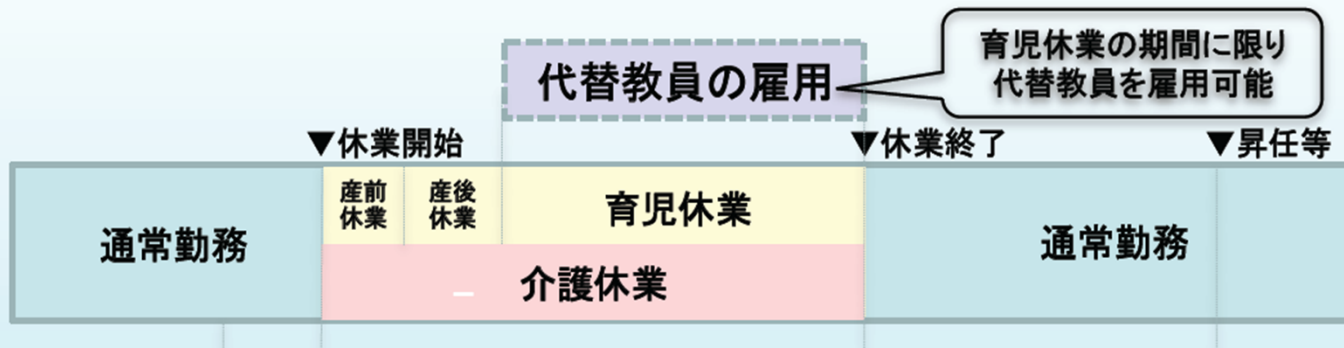 育児休業の期間に限り
代替教員を雇用可能
代替教員の雇用
▼休業開始
▼休業終了
▼昇任等
通常勤務
産前
休業
産後
休業
育児休業
介護休業
通常勤務